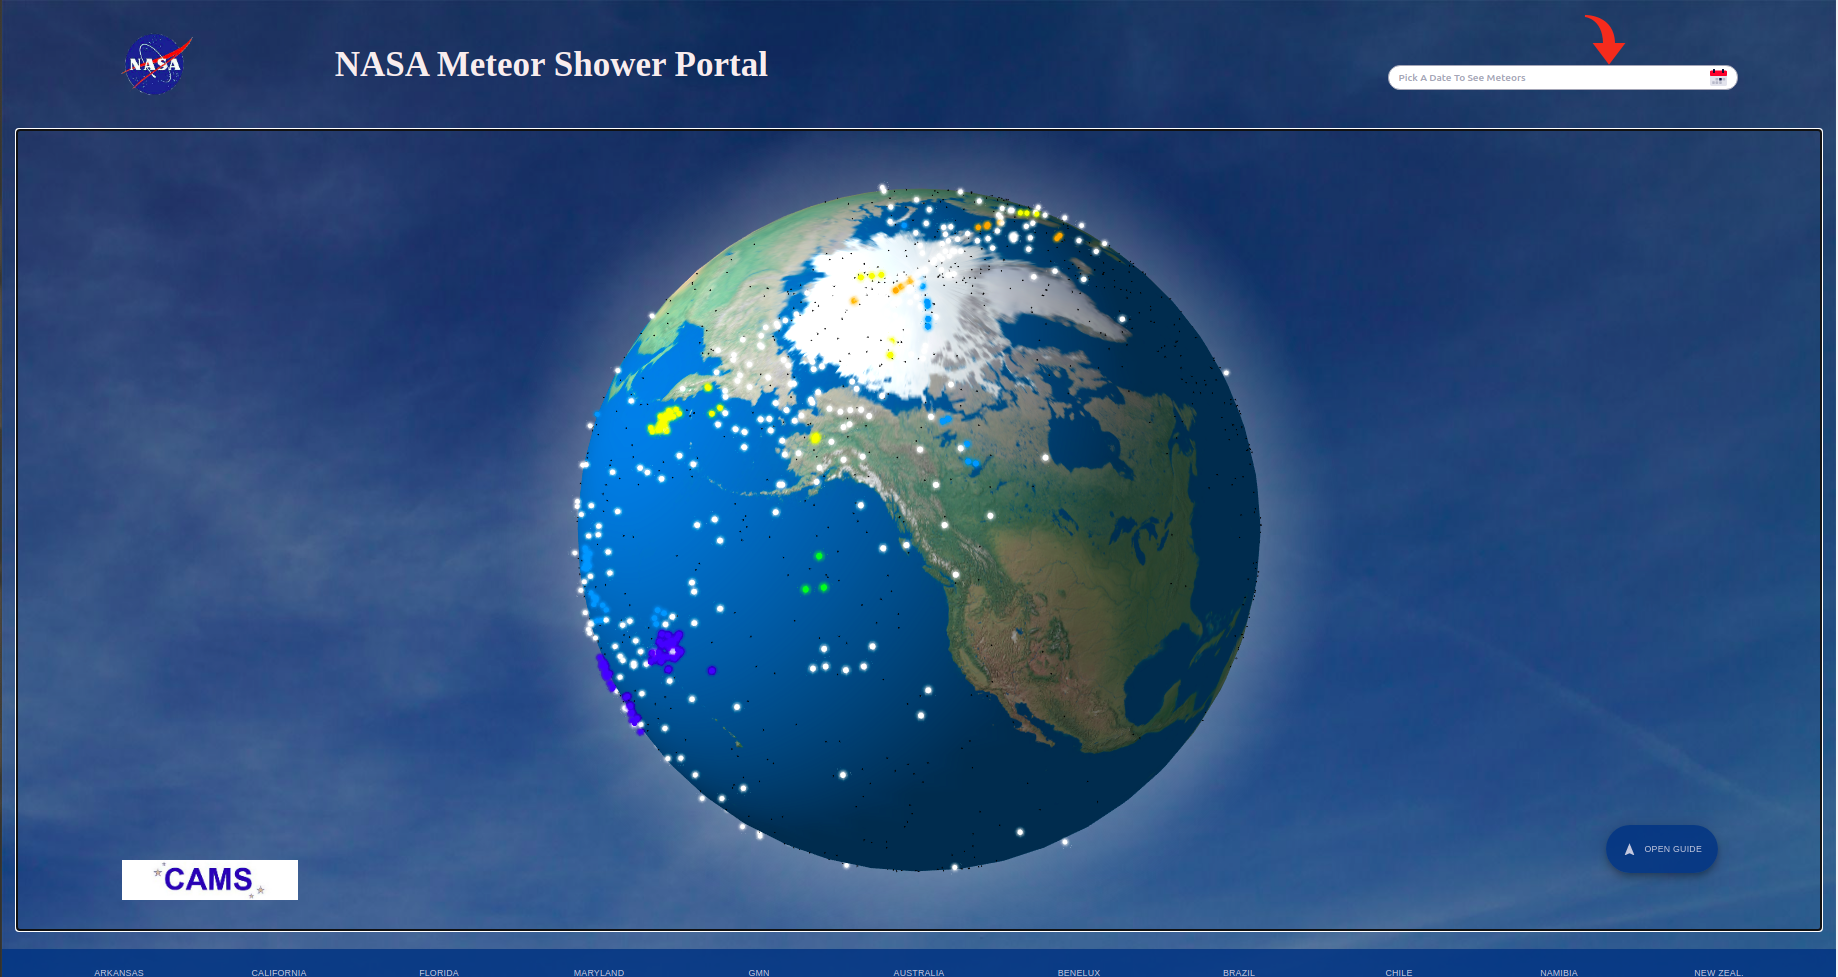 NASA
NASA Meteor Shower Portal
Pick A Date To See Meteors
CAMS
OPEN GUIDE
ARKANSAS
CALIFORNIA
FLORIDA
MARYLAND
GMN
AUSTRALIA
BENELUX
BRAZIL
CHILE
NAMIBIA
NEW ZEAL.